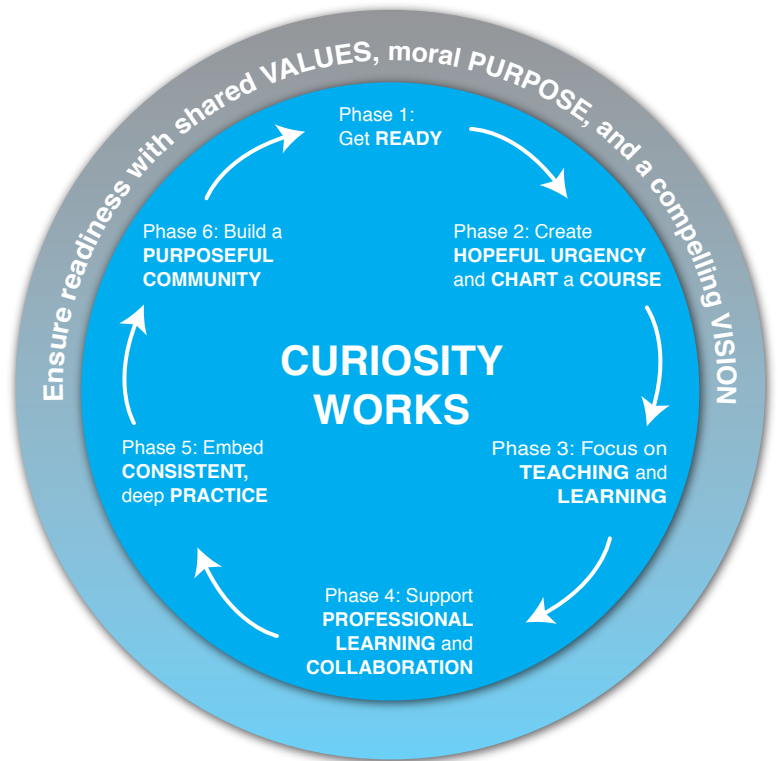 Ensure readiness with shared VALUES, moral PURPOSE, and a compelling VISION
Phase 1:
Get READY
Phase 2: Create
HOPEFUL URGENCY
and CHART a COURSE
Phase 3: Focus on
TEACHING and
LEARNING
Phase 4: Support
PROFESSIONAL
LEARNING and
COLLABORATION
Phase 5: Embed
CONSISTENT,
deep PRACTICE
Phase 6: Build a
PURPOSEFUL
COMMUNITY
CURIOSITY
WORKS